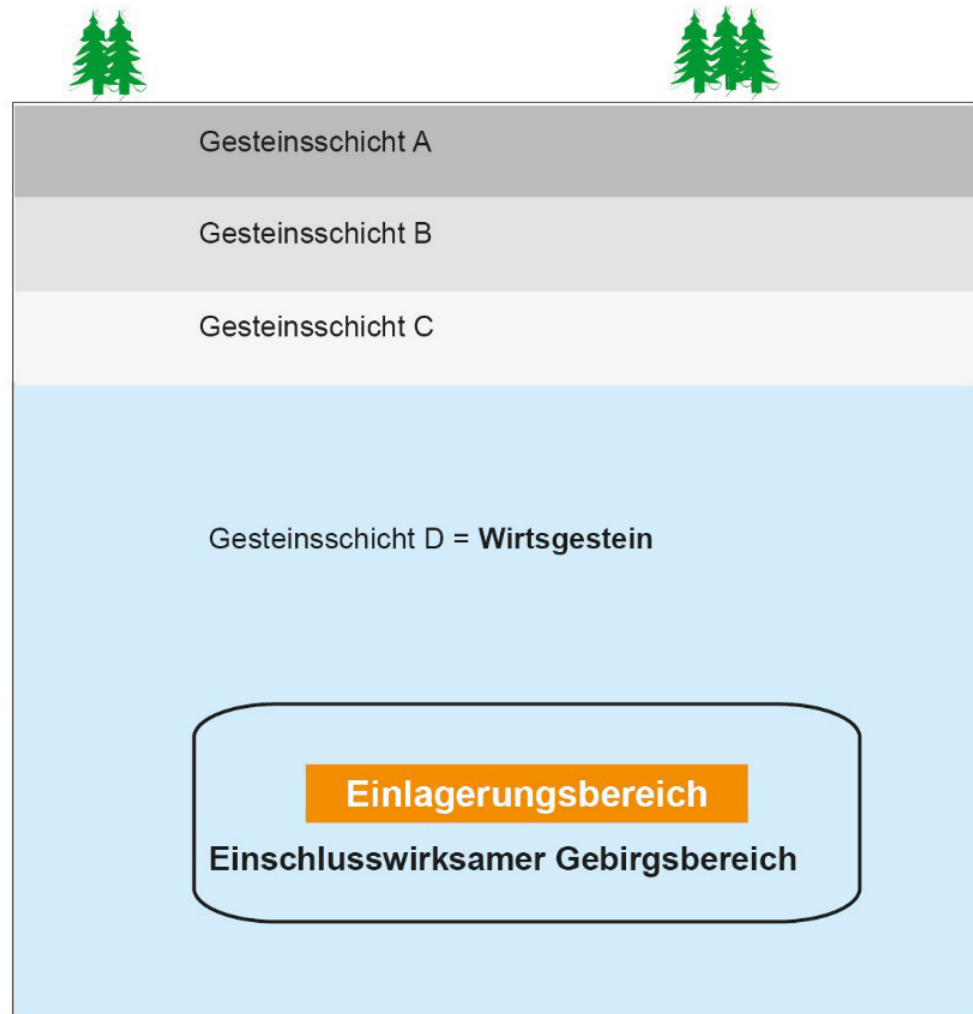 Gesteinsschicht A
Gesteinsschicht B
Gesteinsschicht C
Gesteinsschicht D = Wirtsgestein
Einlagerungsbereich
Einschlusswirksamer Gebirgsbereich